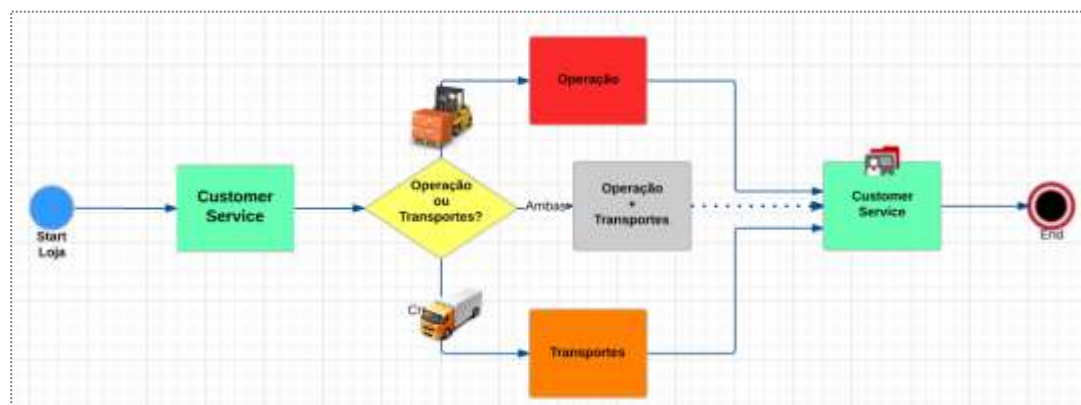 Start
Loja
Customer
Service
Operação
ou
Transportes?
Operação
Ambas
Operação
+
Transportes
Transportes
Customer
Service
End